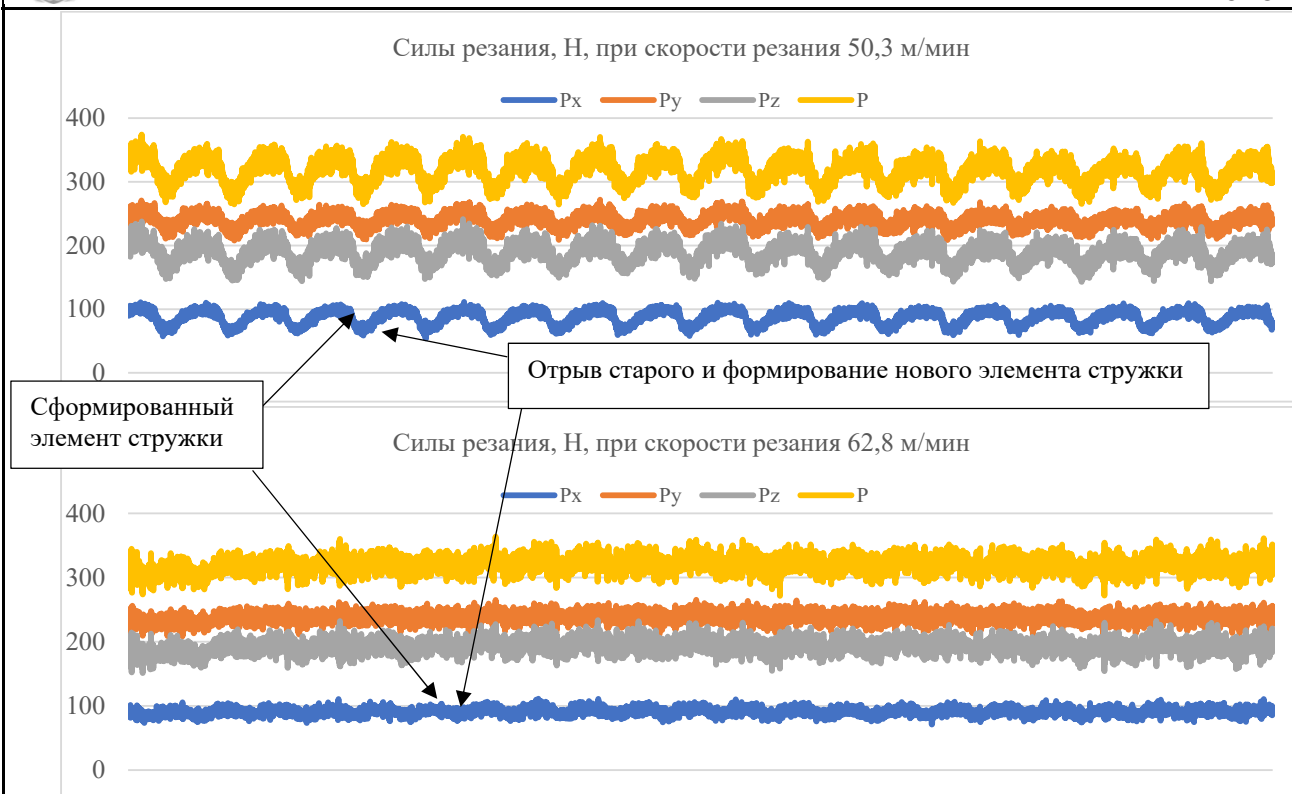 Силы резания, Н, при скорости резания 50,3 м/мин
Px Py Pz P
400
300
200
100
0
Отрыв старого и формирование нового элемента стружки
Сформированный
элемент стружки
Силы резания, Н, при скорости резания 62,8 м/мин
Px Py Pz P
400
300
200
100
0